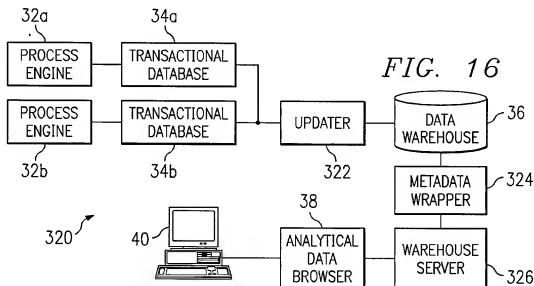 32a
34a
PROCESS
ENGINE
TRANSACTIONAL
DATABASE
FIG. 16
PROCESS
ENGINE
TRANSACTIONAL
DATABASE
UPDATER
DATA
WAREHOUSE
36
32b
34b
322
METADATA
WRAPPER
324
320
40
38
ANALYTICAL
DATA
BROWSER
WAREHOUSE
SERVER
326